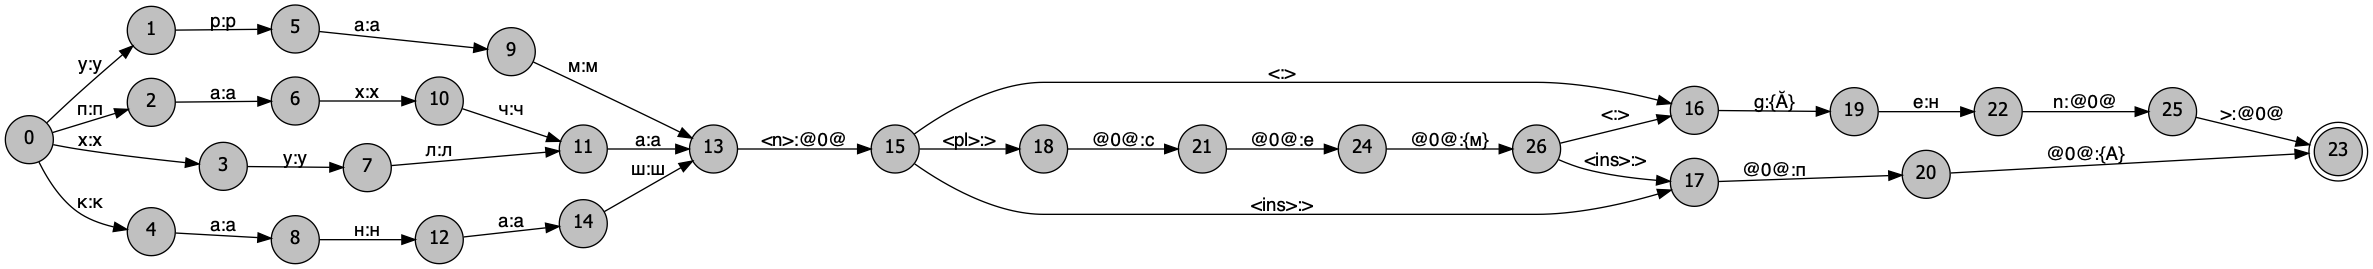 0
у:у
1
р:р
5
а:а
9
м:м
п:п
2
а:а
6
х:х
10
ч:ч
11
а:а
13
х:х
3
у:у
7
л:л
к:к
4
а:а
8
н:н
12
а:а
14
ш:ш
<n>:@0@
15
<:>
16
g:{Ă}
19
e:н
22
n:@0@
25
>:@0@
23
<pl>:>
18
@0@:с
21
@0@:е
24
@0@:{м}
26
<:>
<ins>:>
17
@0@:п
20
@0@:{А}
<ins>:>